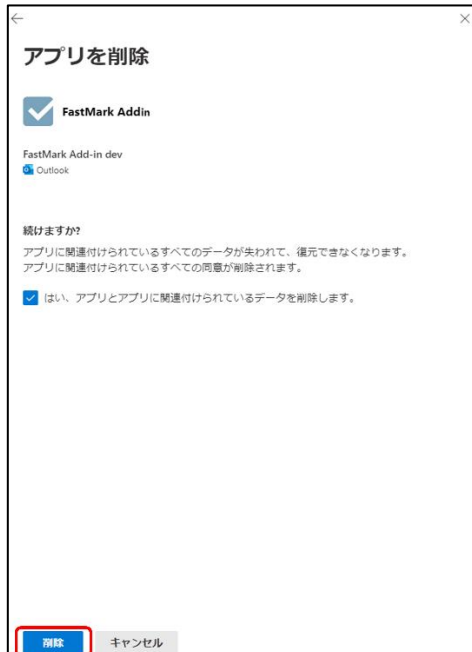 アプリを削除
FastMark Addin
FastMark Add-in dev
Outlook
続けますか?
アプリに関連付けられているすべてのデータが失われて、復元できなくなります。
アプリに関連付けられているすべての同意が削除されます。
はい、アプリとアプリに関連付けられているデータを削除します。
削除 キャンセル